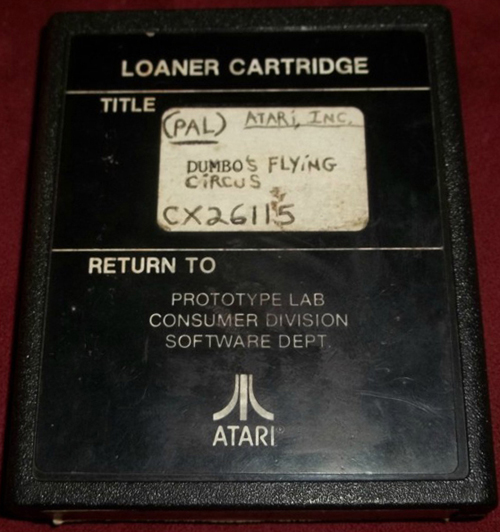 LOANER CARTRIDGE
TITLE
(PAL) ATARI, INC.
DUMBO'S FLYING
CIRCUS
CX26115
RETURN TO
PROTOTYPE LAB
CONSUMER DIVISION
SOFTWARE DEPT.
ATARI